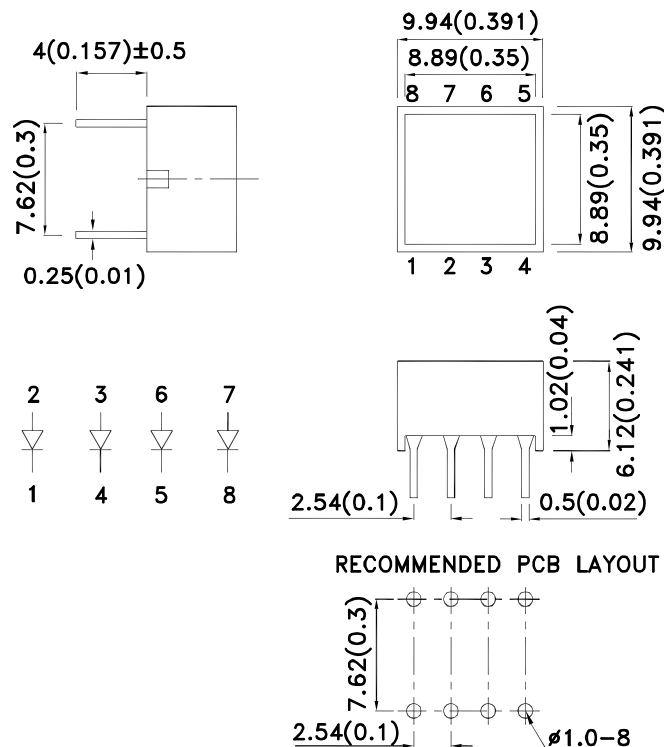 9.94(0.391)
4(0.157)±0.5
8.89(0.35)
8 7 6 5
7.62(0.3)
8.89(0.35)
9.94(0.391)
0.25(0.01)
1 2 3 4
2 3 6 7
1 4 5 8
1.02(0.04)
6.12(0.241)
2.54(0.1)
0.5(0.02)
RECOMMENDED PCB LAYOUT
7.62(0.3)
2.54(0.1)
ø1.0-8